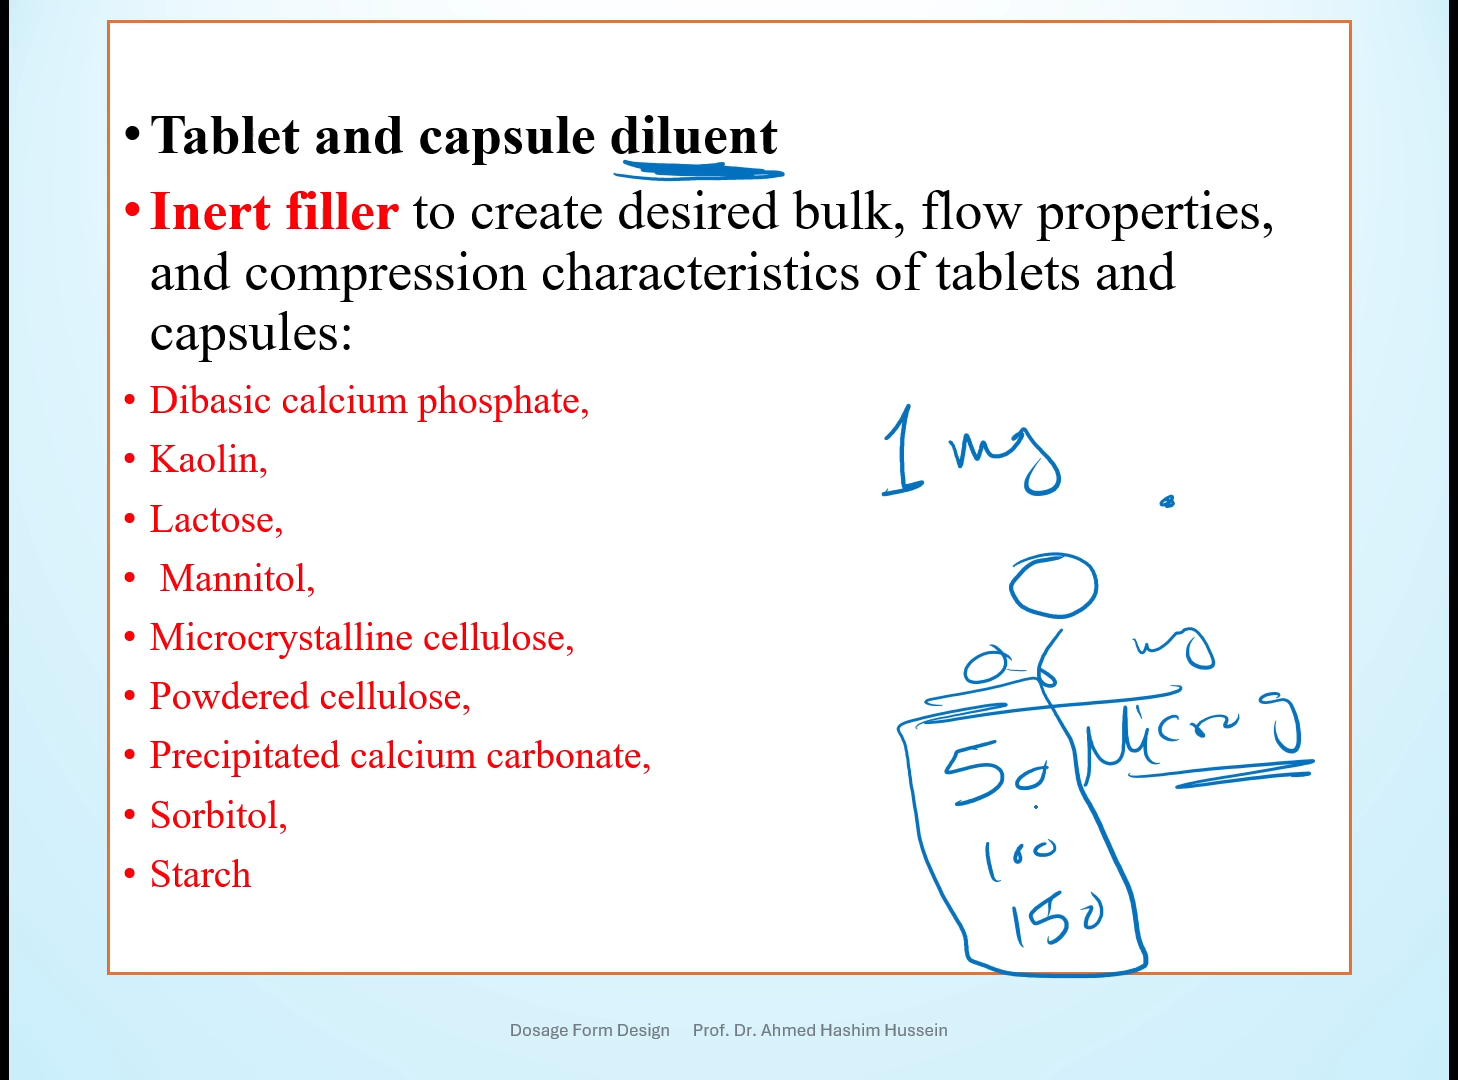 • Tablet and capsule diluent
• Inert filler to create desired bulk, flow properties,
and compression characteristics of tablets and
capsules:
• Dibasic calcium phosphate,
• Kaolin,
• Lactose,
• Mannitol,
• Microcrystalline cellulose,
• Powdered cellulose,
• Precipitated calcium carbonate,
• Sorbitol,
• Starch
1 mg
mg
50 Micro g
100
150
Dosage Form Design Prof. Dr. Ahmed Hashim Hussein